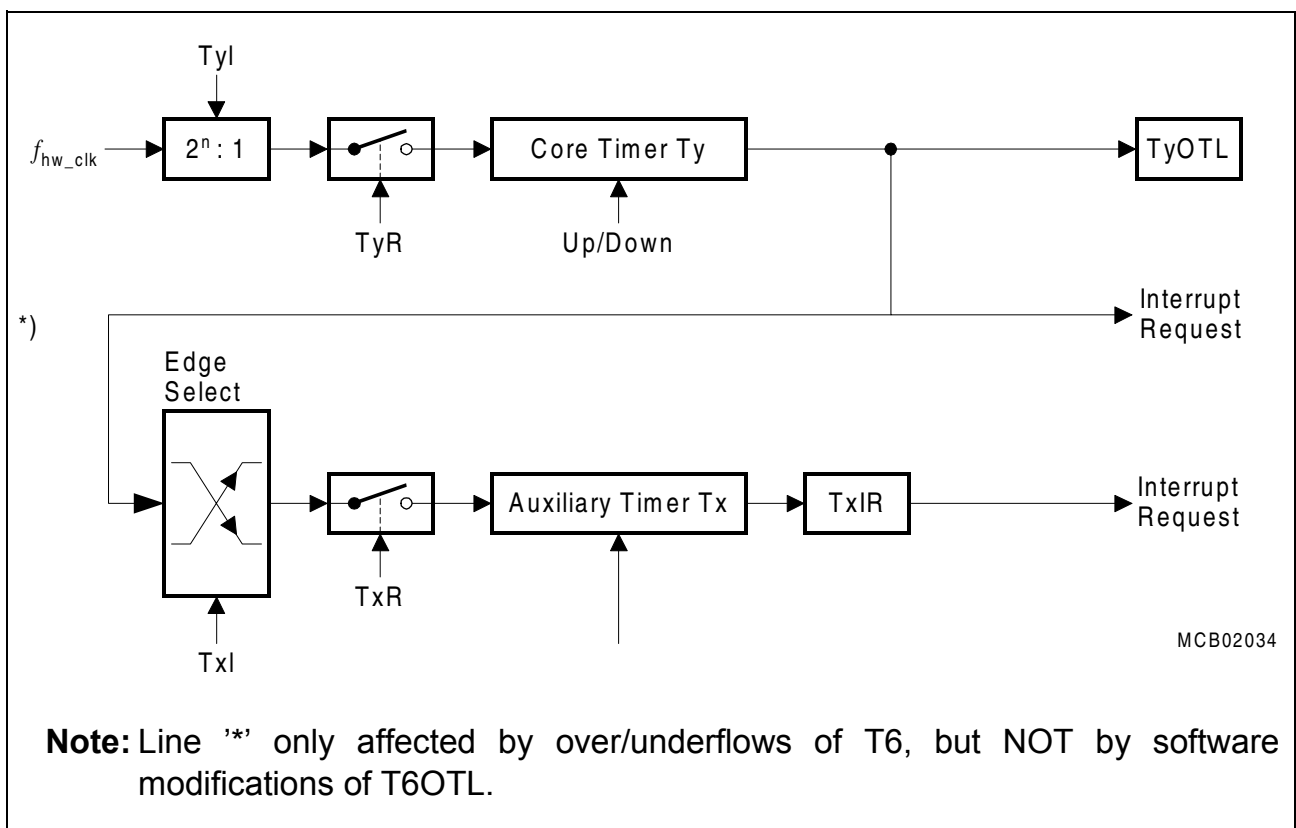 TyI
f hw_clk
2ⁿ : 1
Core Timer Ty
TyOTL
TyR
Up/Down
*)
Interrupt
Request
Edge
Select
Auxiliary Timer Tx
TxIR
Interrupt
Request
TxR
TxI
MCB02034
Note: Line ’*’ only affected by over/underflows of T6, but NOT by software
modifications of T6OTL.